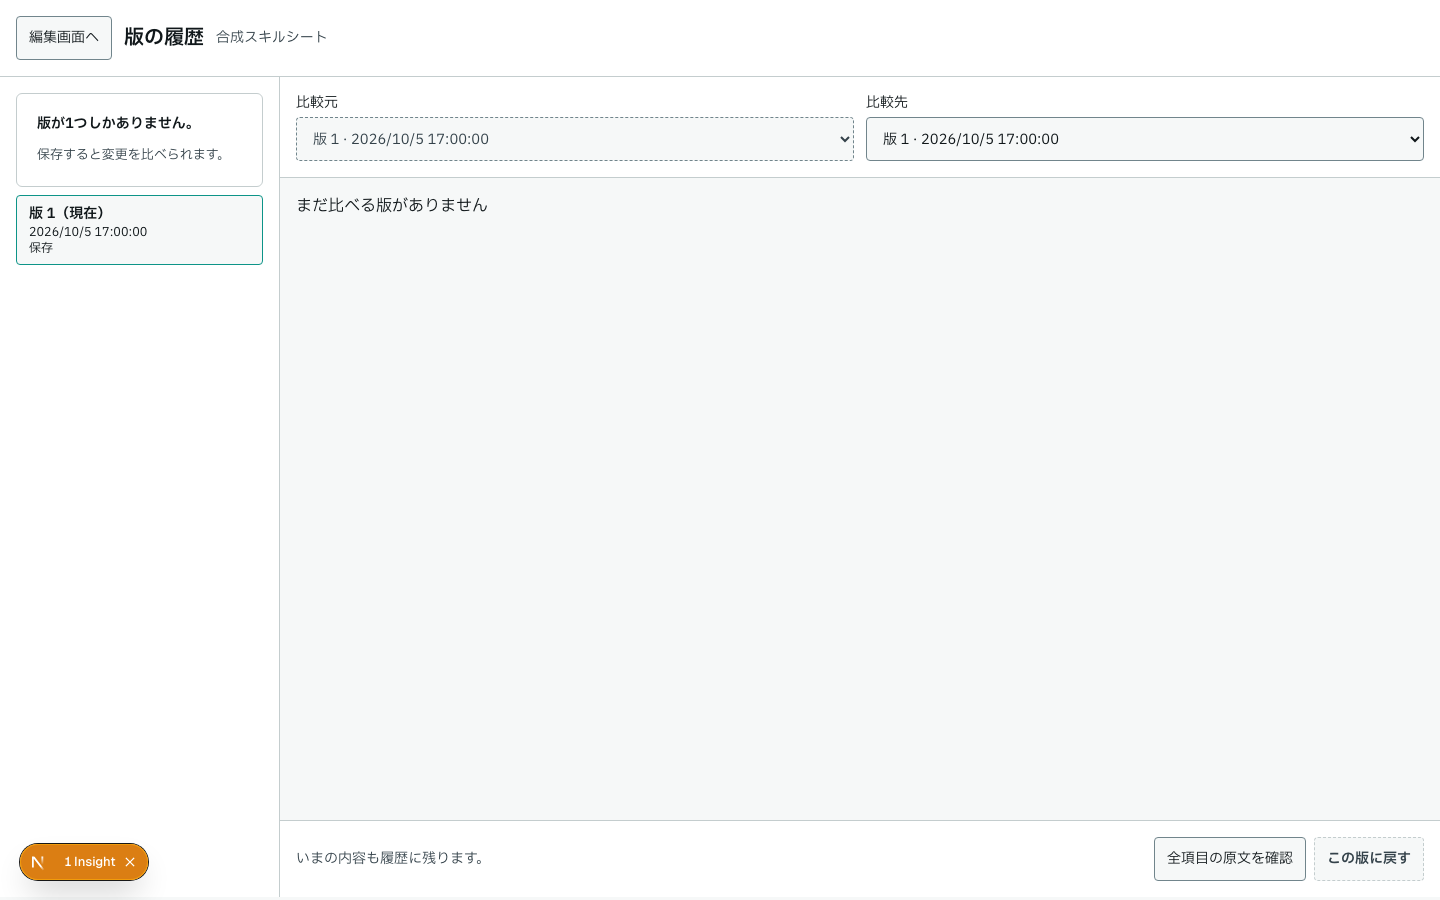 編集画面へ
版の履歴
合成スキルシート
版が1つしかありません。
保存すると変更を比べられます。
版 1（現在）
2026/10/5 17:00:00
保存
比較元
版 1 · 2026/10/5 17:00:00
比較先
版 1 · 2026/10/5 17:00:00
まだ比べる版がありません
いまの内容も履歴に残ります。
全項目の原文を確認
この版に戻す
1 Insight